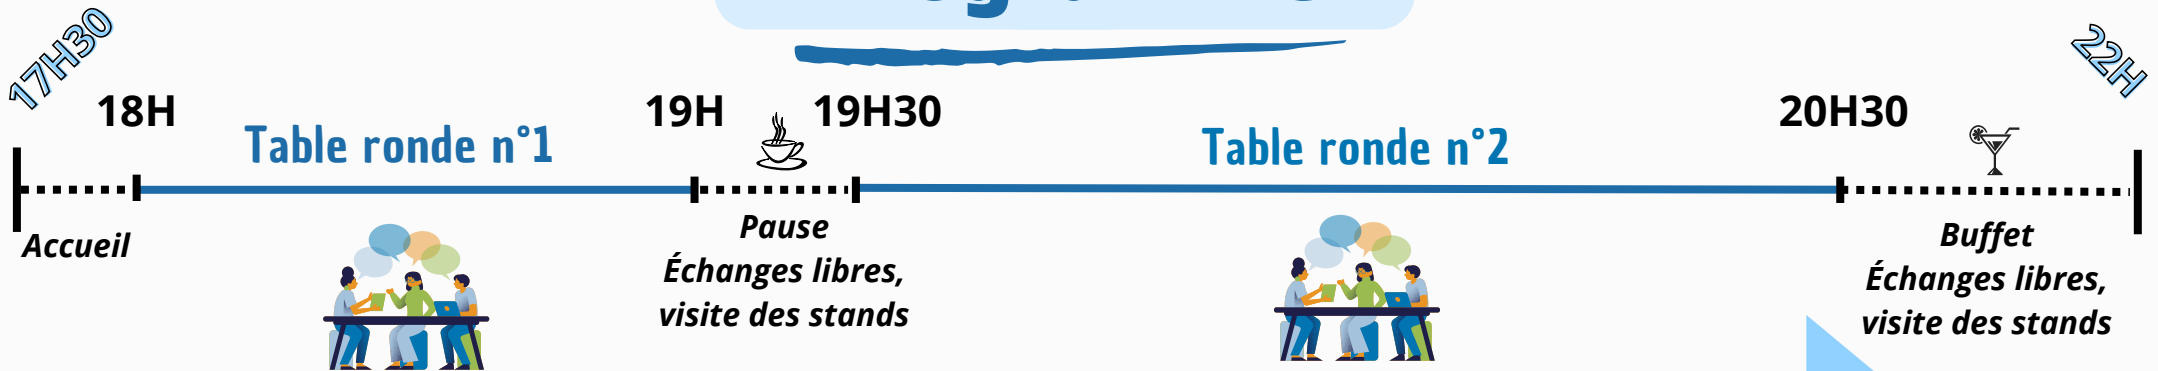 17H30
22H
18H
19H
19H30
20H30
Table ronde n°1
Table ronde n°2
Accueil
Pause
Échanges libres,
visite des stands
Buffet
Échanges libres,
visite des stands